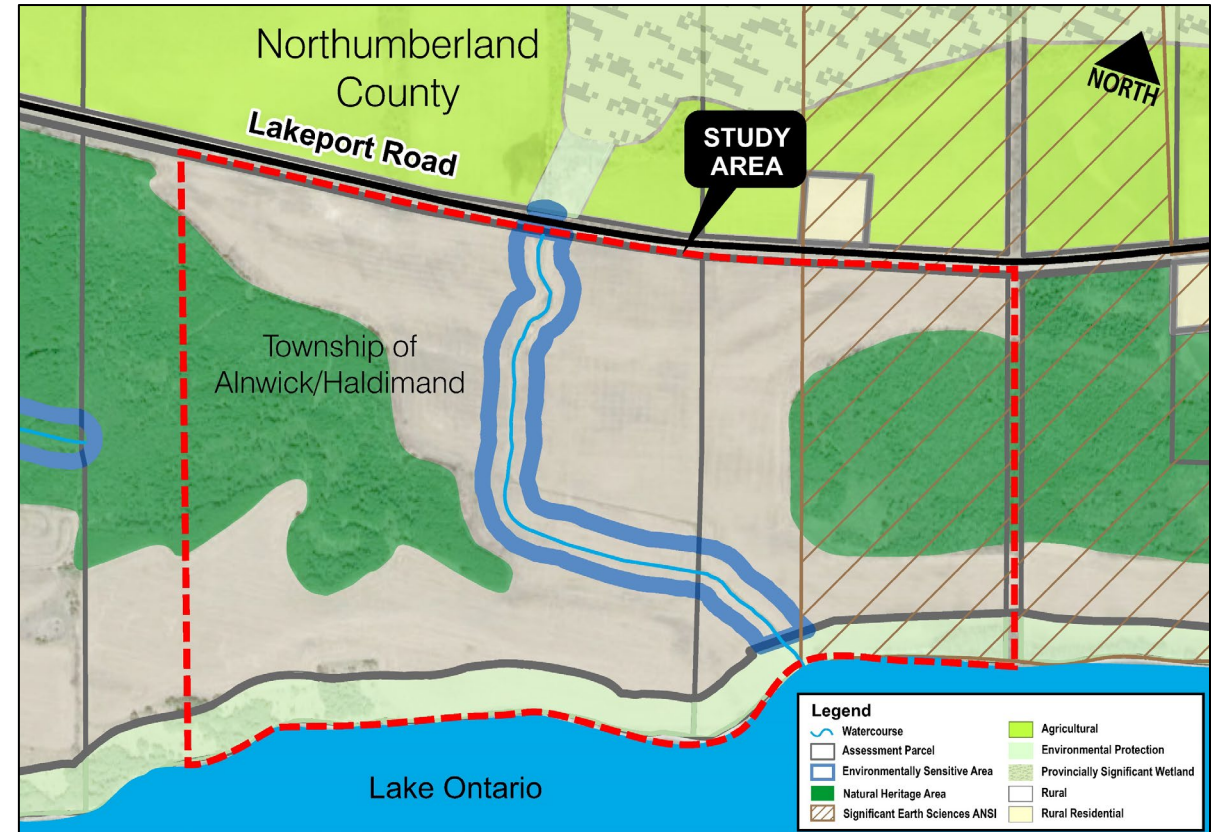 Northumberland
County
NORTH
Lakeport Road
STUDY
AREA
Township of
Alnwick/Haldimand
Lake Ontario
Legend
Watercourse
Assessment Parcel
Environmentally Sensitive Area
Natural Heritage Area
Significant Earth Sciences ANSI
Agricultural
Environmental Protection
Provincially Significant Wetland
Rural
Rural Residential